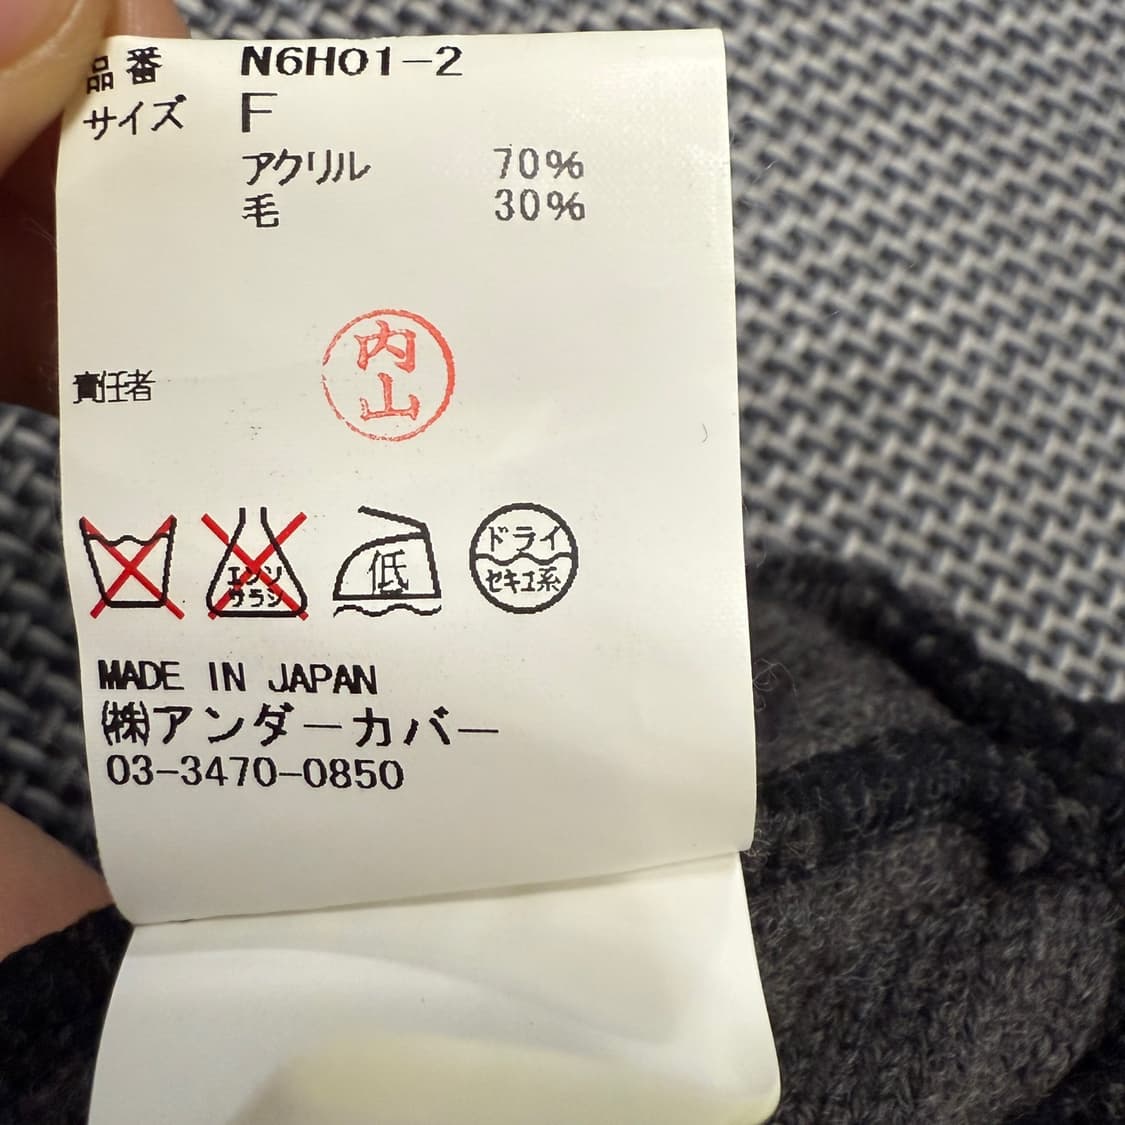 品番 N6H01-2
サイズ F
アクリル 70%
毛 30%
責任者
内山
エンソサラシ
低
ドライ
セキユ系
MADE IN JAPAN
(株)アンダーカバー
03-3470-0850